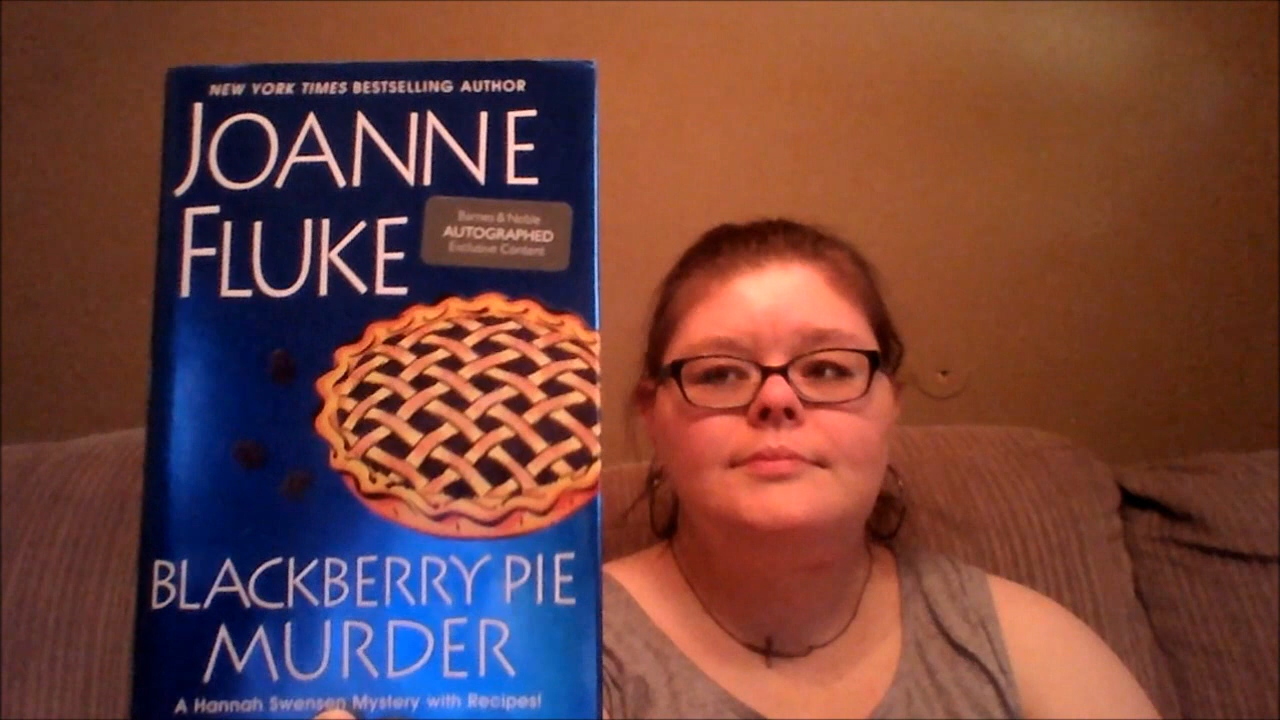 NEW YORK TIMES BESTSELLING AUTHOR
JOANNE
FLUKE
Barnes & Noble
AUTOGRAPHED
Exclusive Content
BLACKBERRY PIE
MURDER
A Hannah Swensen Mystery with Recipes!